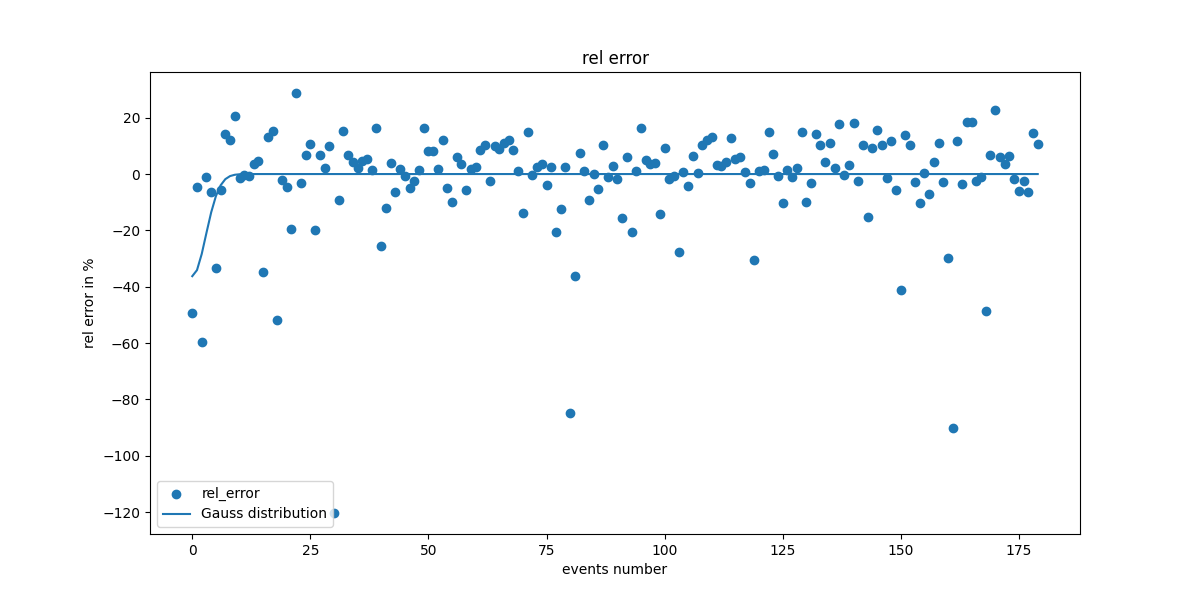 rel error
20
0
−20
−40
−60
−80
−100
−120
rel error in %
rel_error
Gauss distribution
0 25 50 75 100 125 150 175
events number